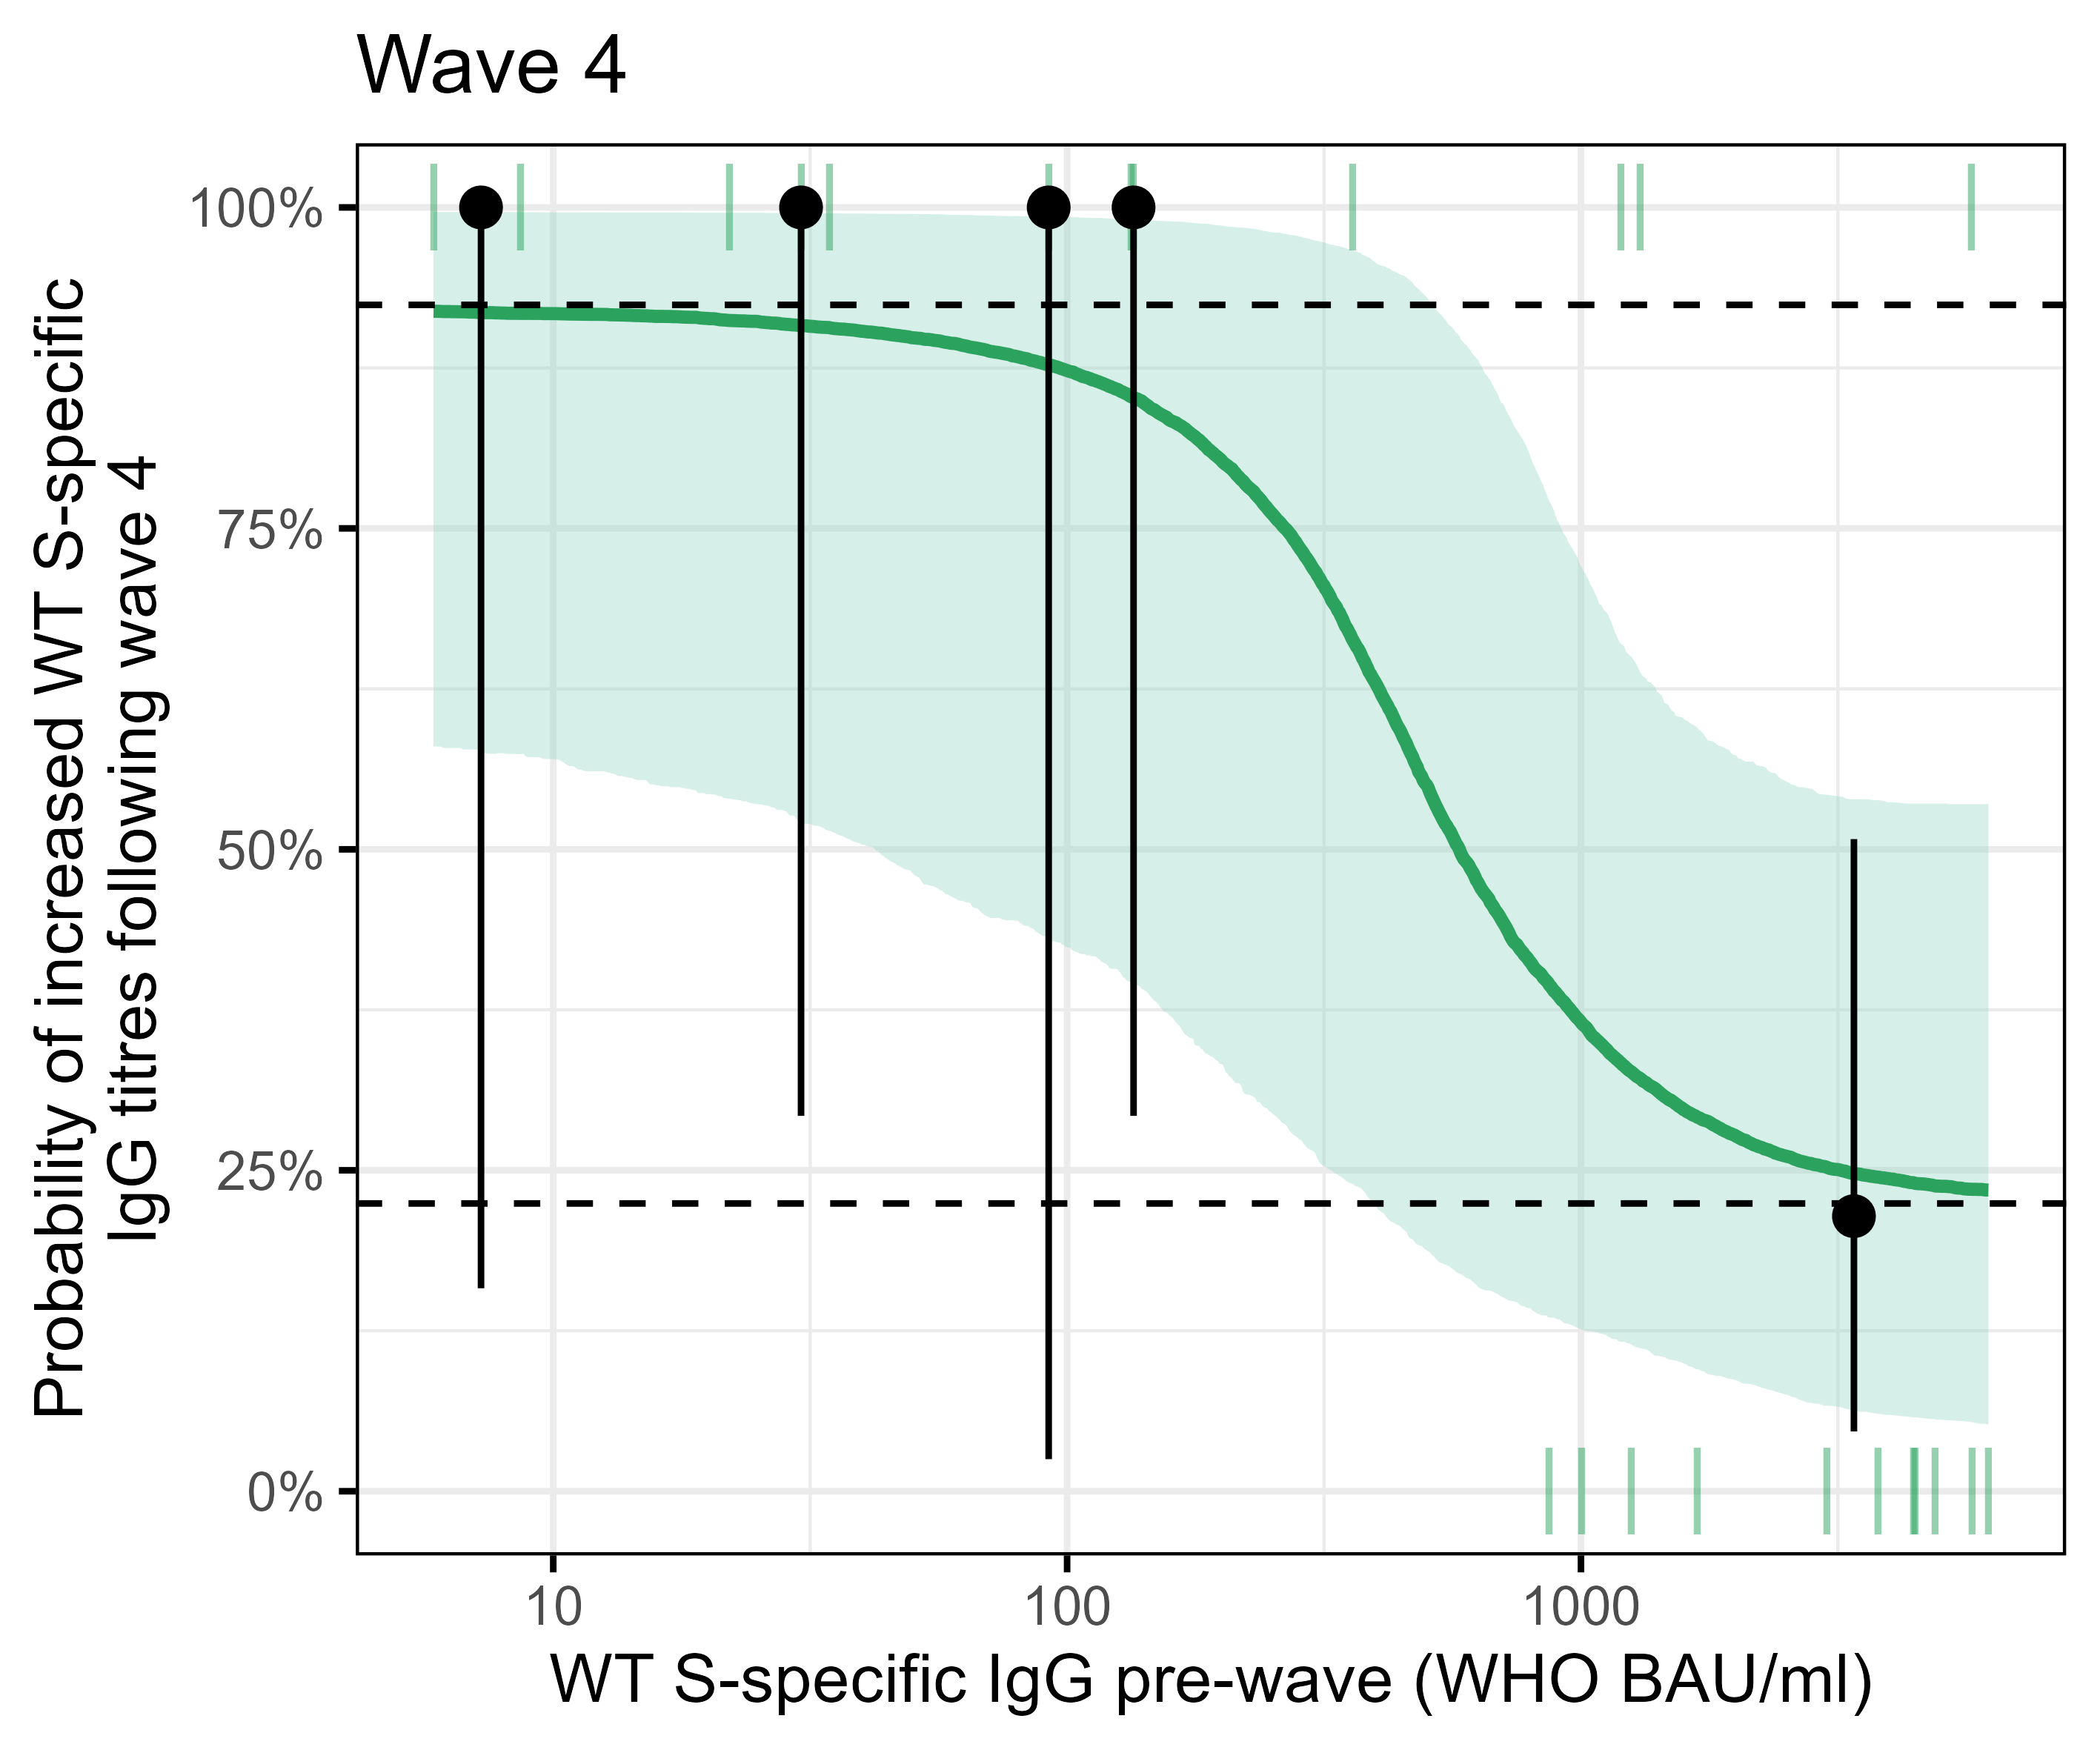 Wave 4
Probability of increased WT S-specific
IgG titres following wave 4
100%
75%
50%
25%
0%
10
100
1000
WT S-specific IgG pre-wave (WHO BAU/ml)